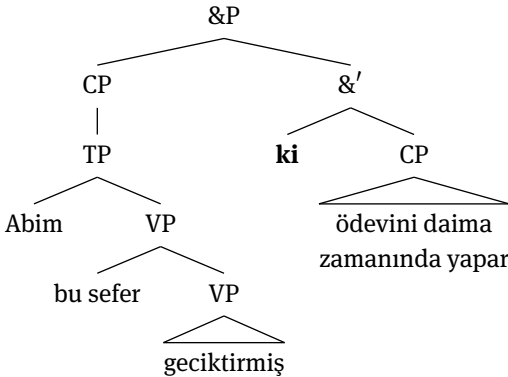 &P
CP &′
TP ki CP
Abim VP ödevini daima
zamanında yapar
bu sefer VP
geciktirmiş